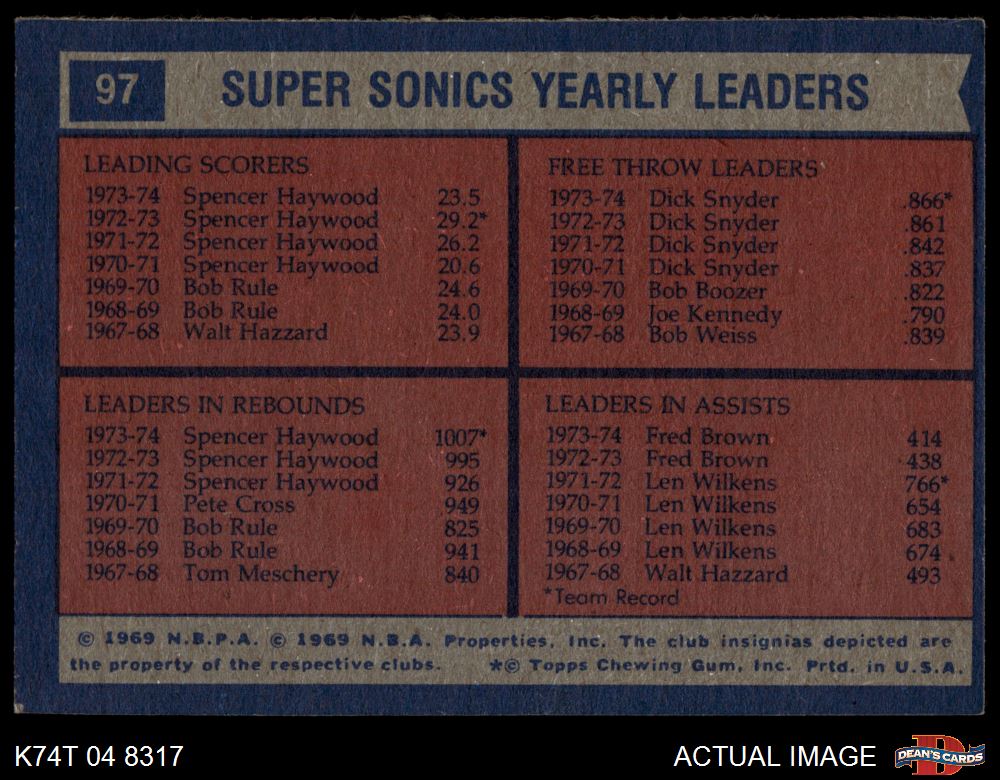 97 SUPER SONICS YEARLY LEADERS
LEADING SCORERS
1973-74 Spencer Haywood 23.5
1972-73 Spencer Haywood 29.2*
1971-72 Spencer Haywood 26.2
1970-71 Spencer Haywood 20.6
1969-70 Bob Rule 24.6
1968-69 Bob Rule 24.0
1967-68 Walt Hazzard 23.9
FREE THROW LEADERS
1973-74 Dick Snyder .866*
1972-73 Dick Snyder .861
1971-72 Dick Snyder .842
1970-71 Dick Snyder .837
1969-70 Bob Boozer .822
1968-69 Joe Kennedy .790
1967-68 Bob Weiss .839
LEADERS IN REBOUNDS
1973-74 Spencer Haywood 1007*
1972-73 Spencer Haywood 995
1971-72 Spencer Haywood 926
1970-71 Pete Cross 949
1969-70 Bob Rule 825
1968-69 Bob Rule 941
1967-68 Tom Meschery 840
LEADERS IN ASSISTS
1973-74 Fred Brown 414
1972-73 Fred Brown 438
1971-72 Len Wilkens 766*
1970-71 Len Wilkens 654
1969-70 Len Wilkens 683
1968-69 Len Wilkens 674
1967-68 Walt Hazzard 493
*Team Record
© 1969 N.B.P.A. © 1969 N.B.A. Properties, Inc. The club insignias depicted are
the property of the respective clubs. *© Topps Chewing Gum, Inc. Prtd. in U.S.A.
K74T 04 8317 ACTUAL IMAGE D DEAN'S CARDS